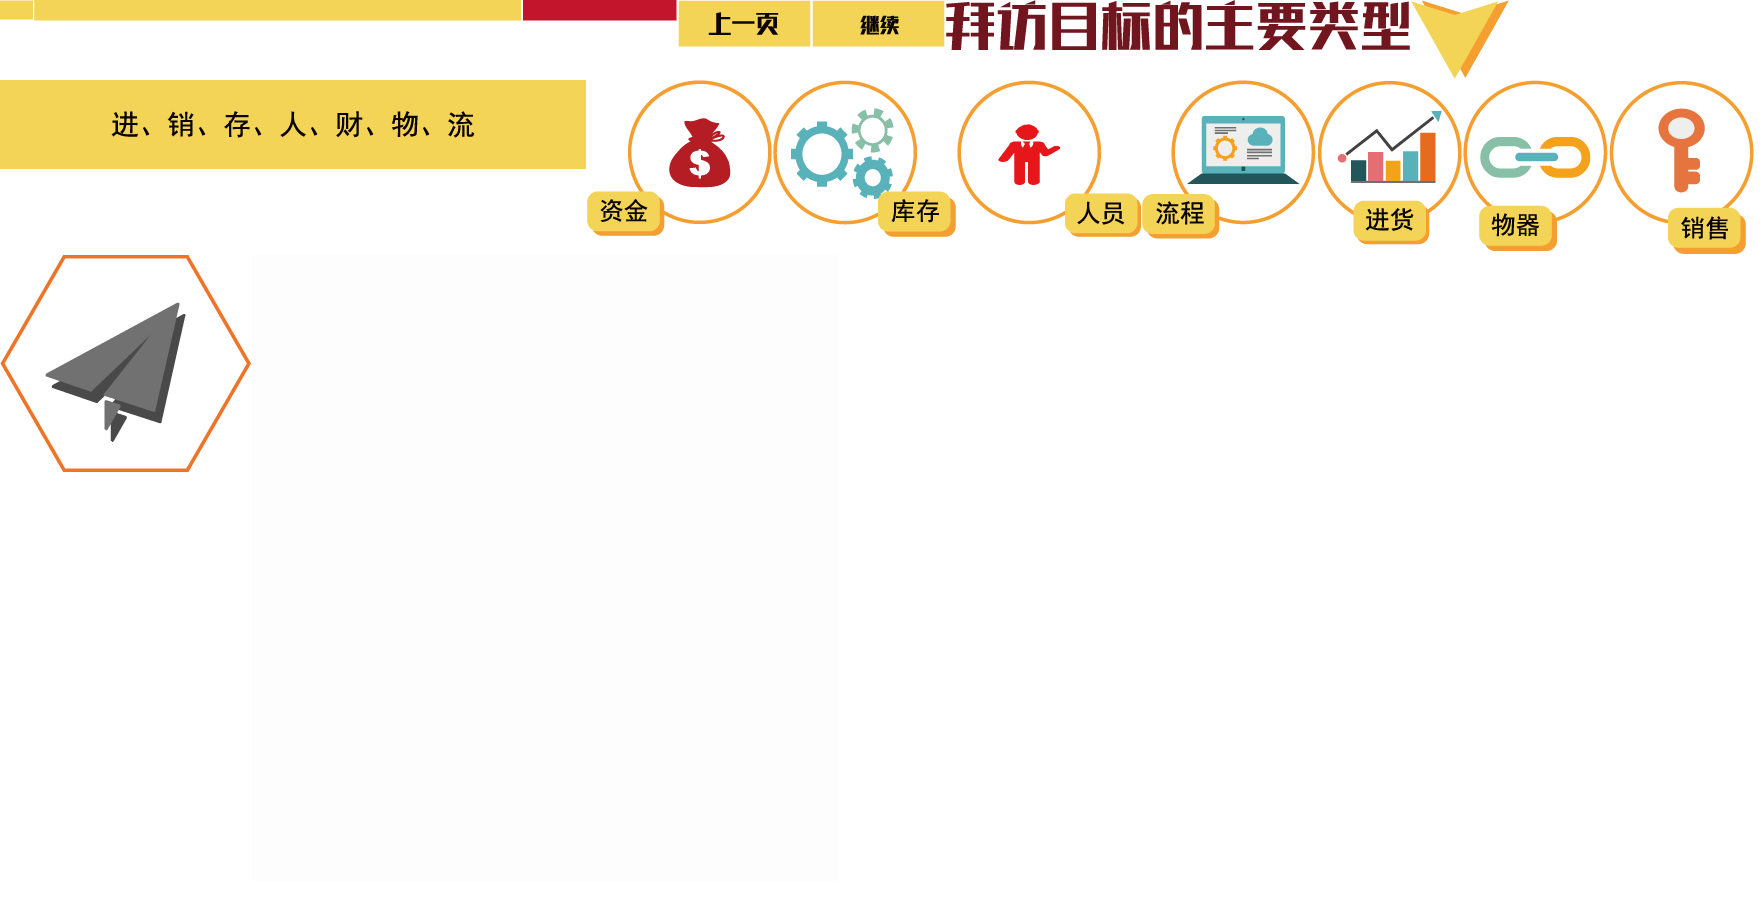 上一页
继续
拜访目标的主要类型
进、销、存、人、财、物、流
资金
库存
人员
流程
进货
物器
销售